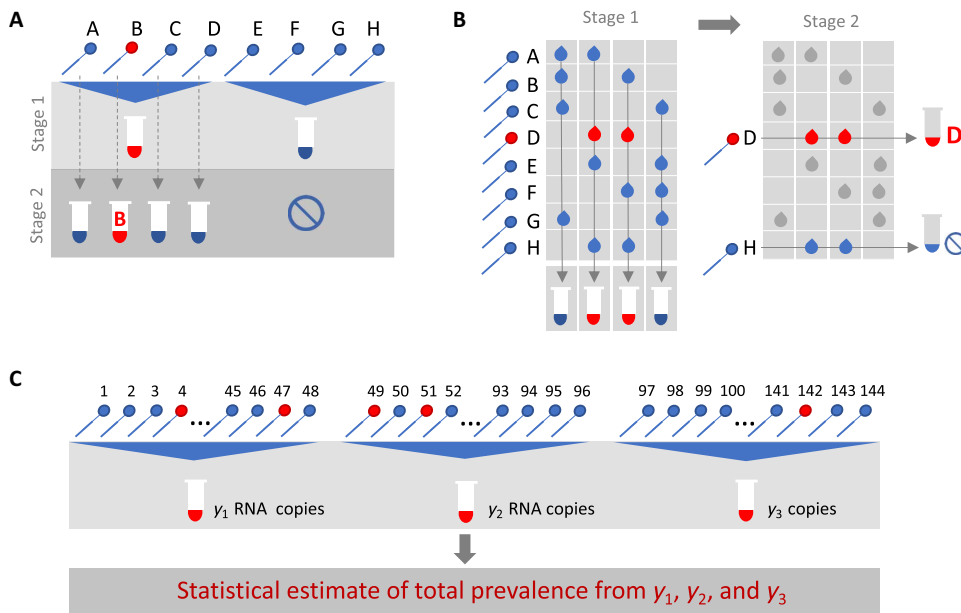 A
A B C D E F G H
Stage 1
Stage 2
B
B
Stage 1
Stage 2
A
B
C
D
E
F
G
H
D
D
H
C
1 2 3 4 ... 45 46 47 48 49 50 51 52 ... 93 94 95 96 97 98 99 100 ... 141 142 143 144
y1 RNA copies
y2 RNA copies
y3 copies
Statistical estimate of total prevalence from y1, y2, and y3